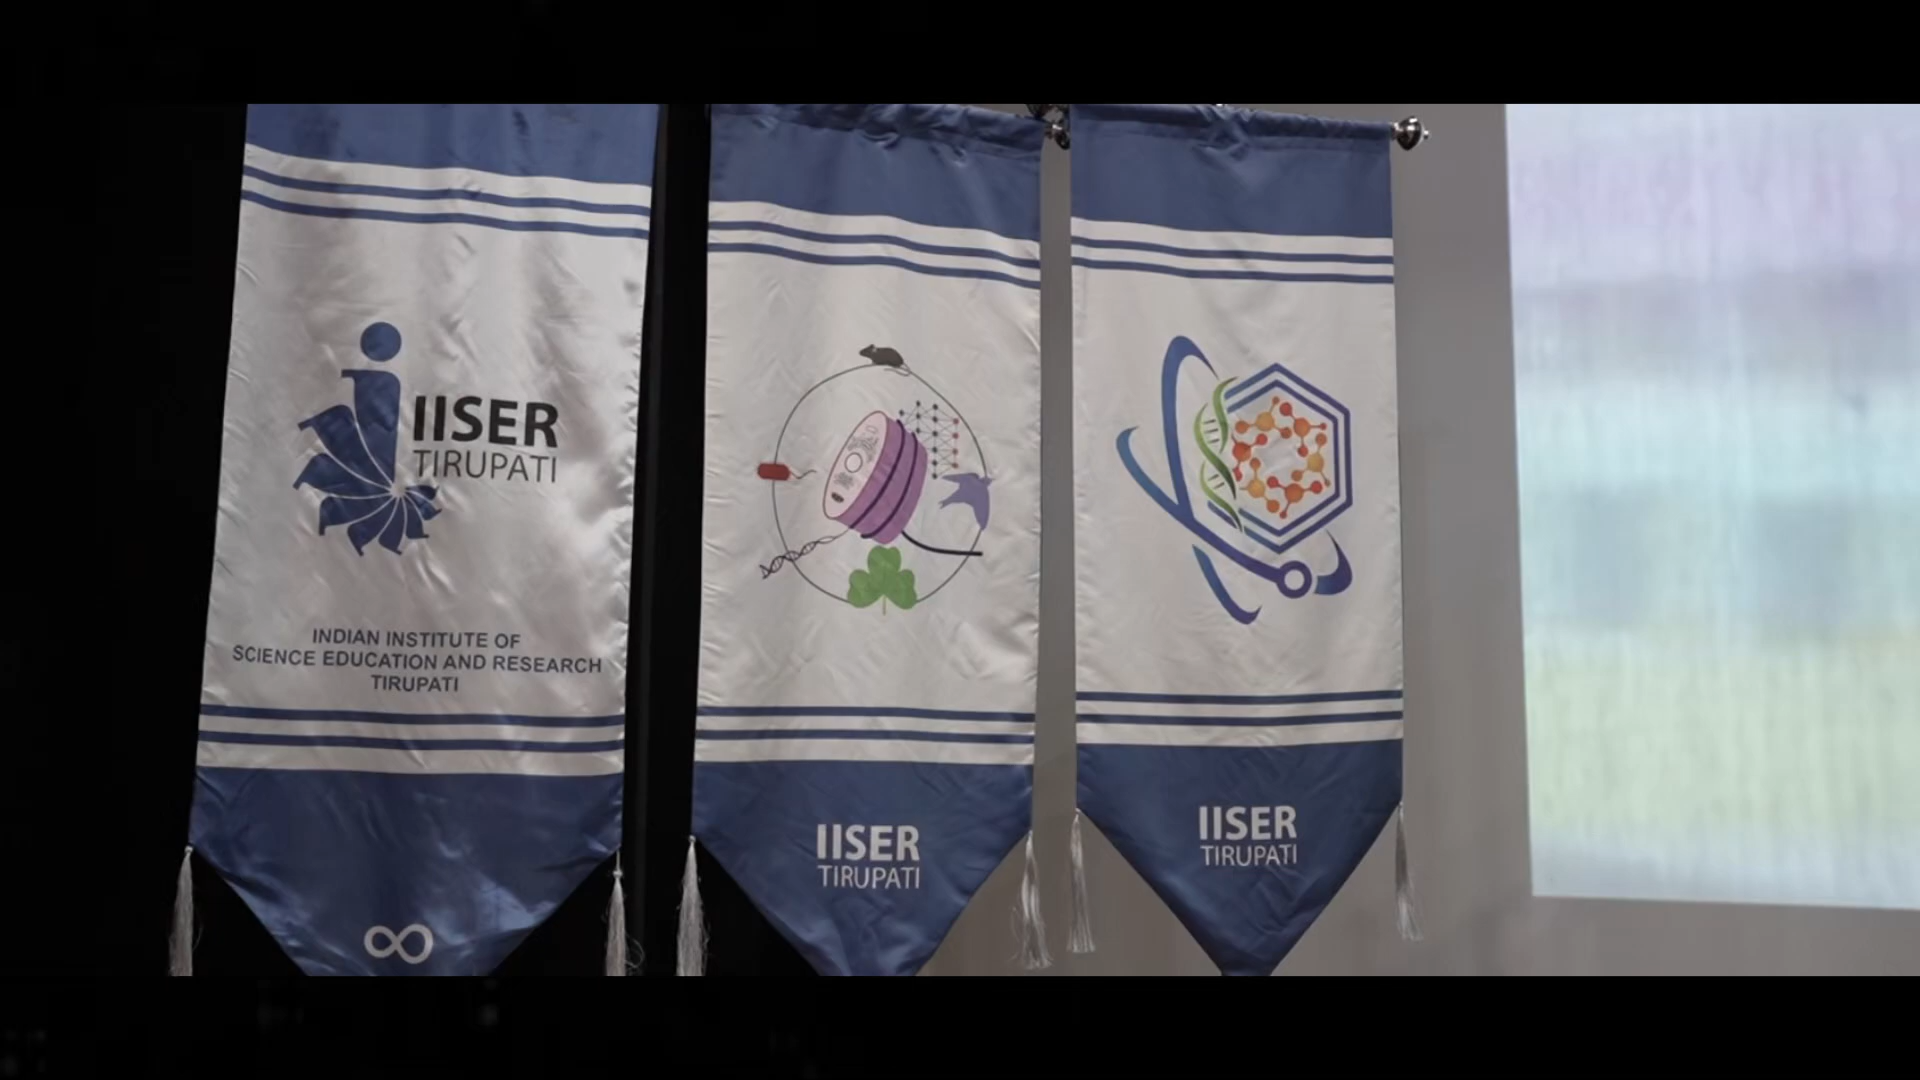 IISER
TIRUPATI
INDIAN INSTITUTE OF
SCIENCE EDUCATION AND RESEARCH
TIRUPATI
IISER
TIRUPATI
IISER
TIRUPATI